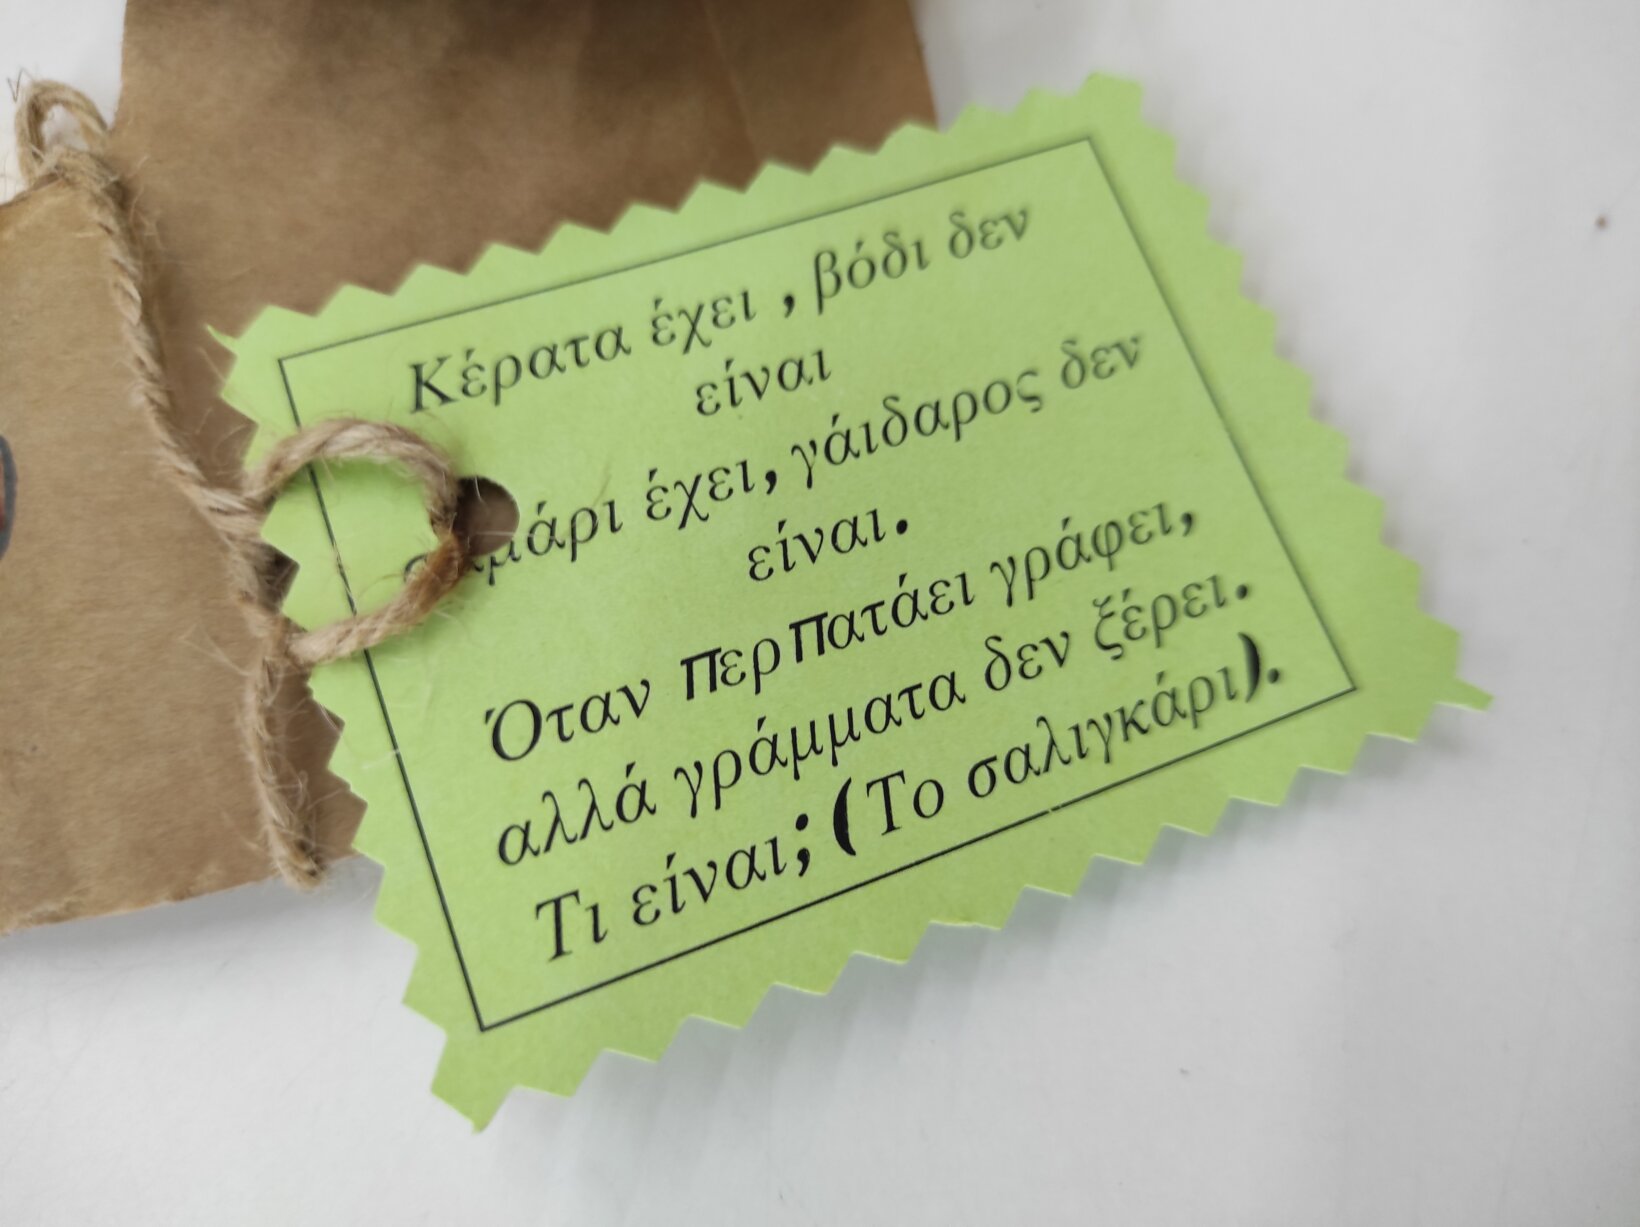 Κέρατα έχει , βόδι δεν
είναι
σαμάρι έχει, γάιδαρος δεν
είναι.
Όταν περπατάει γράφει,
αλλά γράμματα δεν ξέρει.
Τι είναι; (Το σαλιγκάρι).